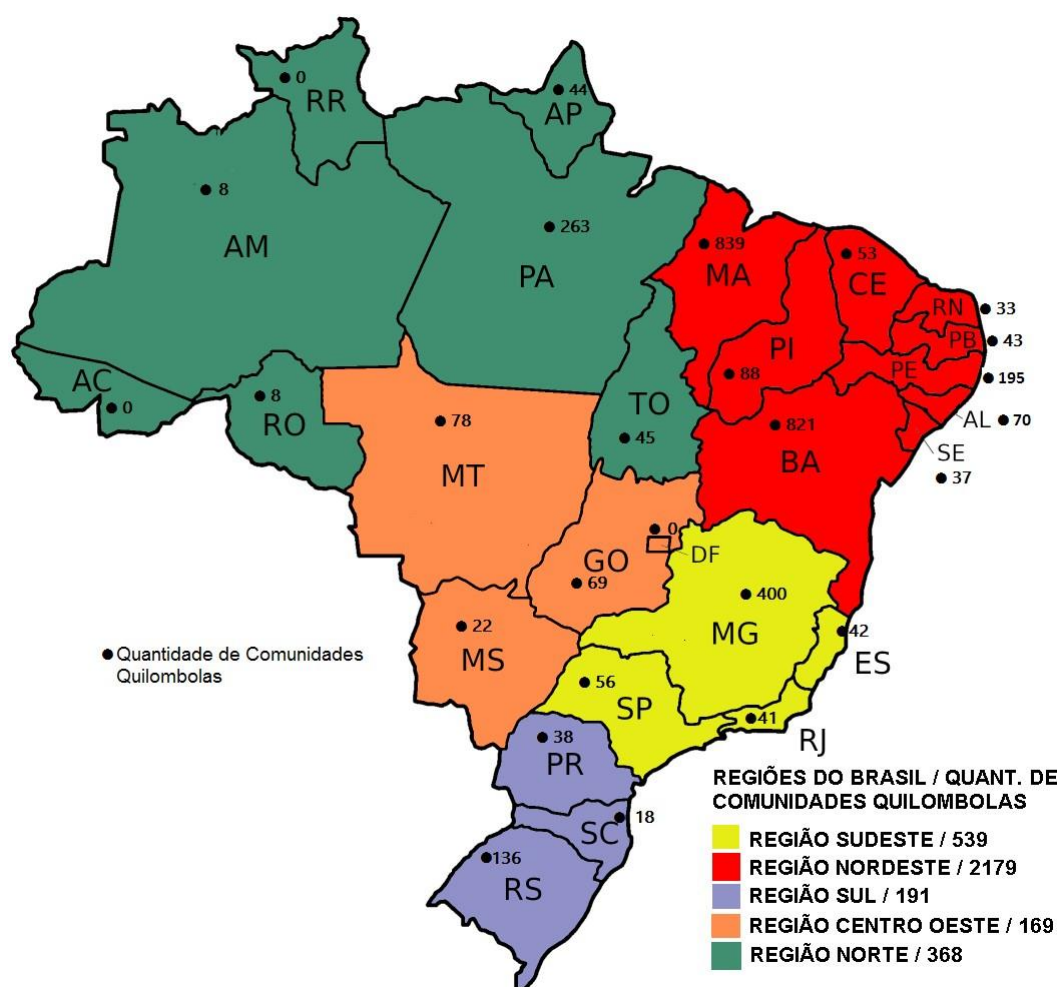 0
RR
44
AP
8
AM
263
PA
839
MA
53
CE
RN
33
PB
43
PI
88
PE
195
AL
70
SE
37
AC
0
8
RO
TO
45
78
MT
821
BA
0
DF
GO
69
400
MG
22
MS
42
ES
56
SP
41
RJ
Quantidade de Comunidades
Quilombolas
38
PR
18
SC
136
RS
REGIÕES DO BRASIL / QUANT. DE
COMUNIDADES QUILOMBOLAS
REGIÃO SUDESTE / 539
REGIÃO NORDESTE / 2179
REGIÃO SUL / 191
REGIÃO CENTRO OESTE / 169
REGIÃO NORTE / 368